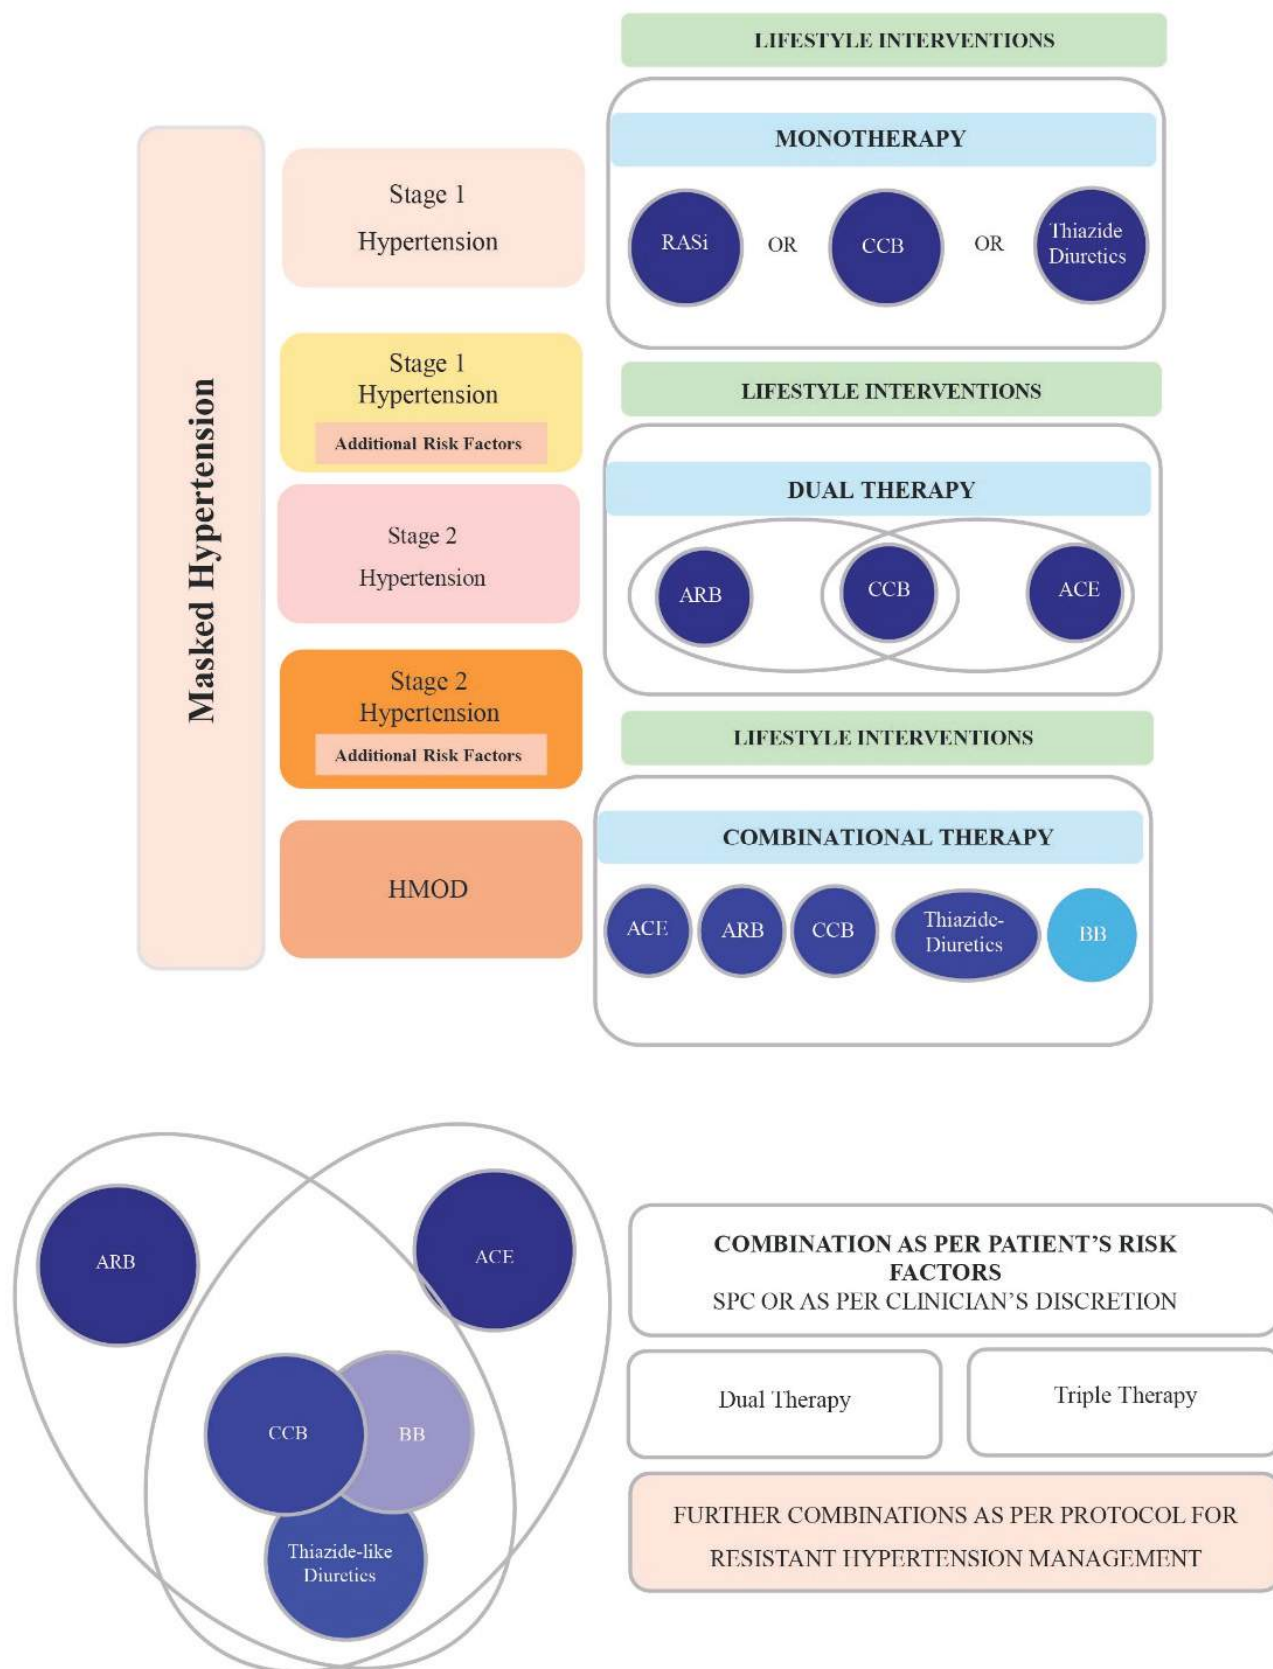 LIFESTYLE INTERVENTIONS
MONOTHERAPY
RASi
OR
CCB
OR
Thiazide
Diuretics
Masked Hypertension
Stage 1
Hypertension
Stage 1
Hypertension
Additional Risk Factors
LIFESTYLE INTERVENTIONS
DUAL THERAPY
ARB
CCB
ACE
Stage 2
Hypertension
Stage 2
Hypertension
Additional Risk Factors
LIFESTYLE INTERVENTIONS
COMBINATIONAL THERAPY
ACE
ARB
CCB
Thiazide-
Diuretics
BB
HMOD
ARB
ACE
CCB
BB
Thiazide-like
Diuretics
COMBINATION AS PER PATIENT'S RISK
FACTORS
SPC OR AS PER CLINICIAN'S DISCRETION
Dual Therapy
Triple Therapy
FURTHER COMBINATIONS AS PER PROTOCOL FOR
RESISTANT HYPERTENSION MANAGEMENT